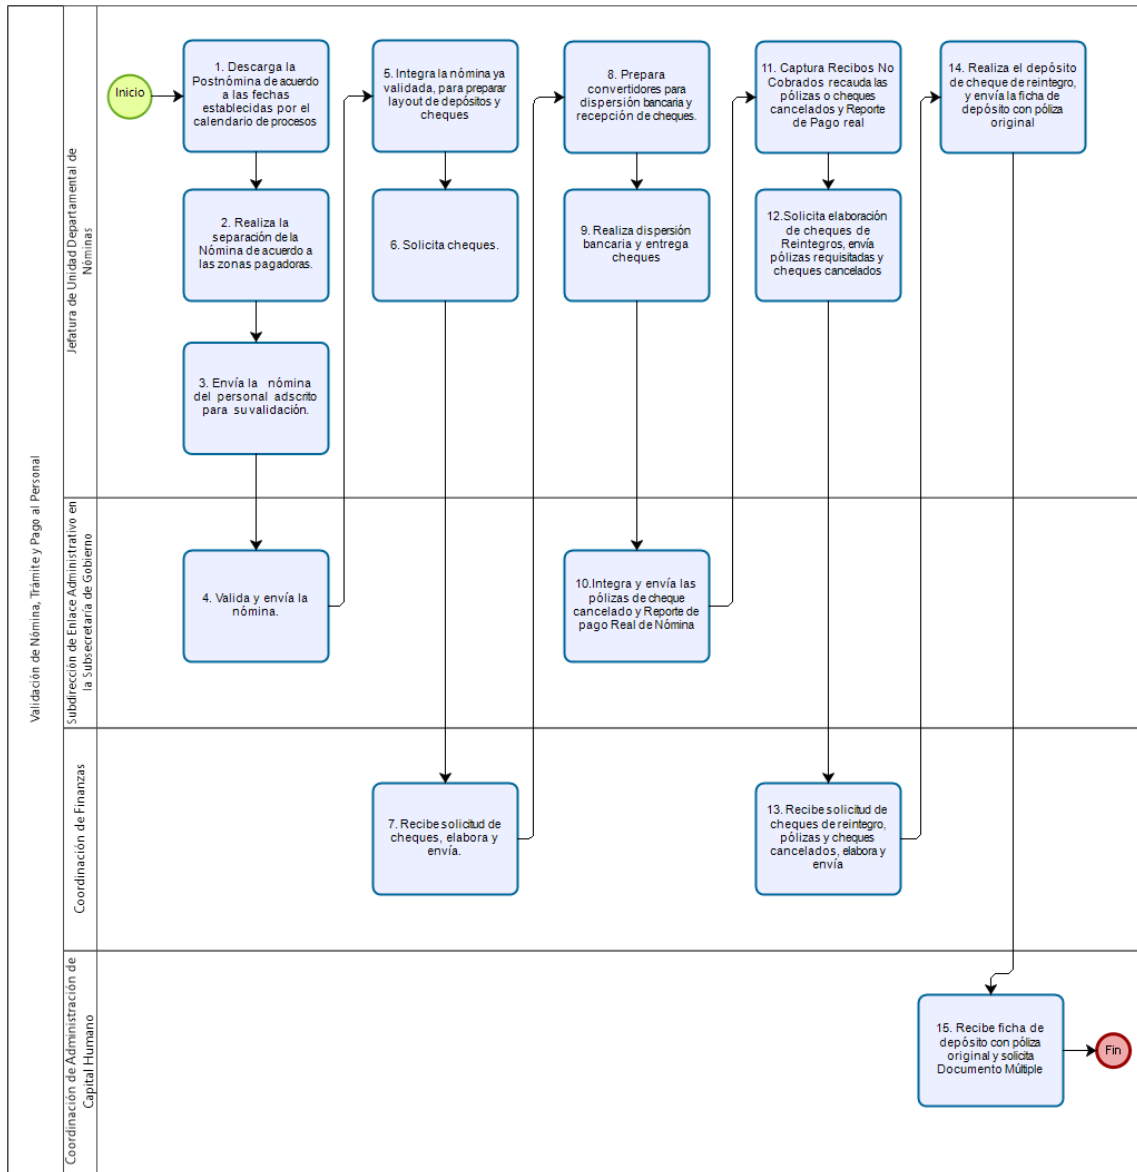 Validación de Nómina, Trámite y Pago al Personal
Jefatura de Unidad Departamental de
Nóminas
Inicio
1. Descarga la
Postnómina de acuerdo
a las fechas
establecidas por el
calendario de procesos
2. Realiza la
separación de la
Nómina de acuerdo a
las zonas pagadoras.
3. Envía la nómina
del personal adscrito
para su validación.
5. Integra la nómina ya
validada, para preparar
layout de depósitos y
cheques
6. Solicita cheques.
8. Prepara
convertidores para
dispersión bancaria y
recepción de cheques.
9. Realiza dispersión
bancaria y entrega
cheques
11. Captura Recibos No
Cobrados recauda las
pólizas o cheques
cancelados y Reporte
de Pago real
12.Solicita elaboración
de cheques de
Reintegros, envía
pólizas requisitadas y
cheques cancelados
14. Realiza el depósito
de cheque de reintegro,
y envía la ficha de
depósito con póliza
original
Subdirección de Enlace Administrativo en
la Subsecretaría de Gobierno
4. Valida y envía la
nómina.
10.Integra y envía las
pólizas de cheque
cancelado y Reporte de
pago Real de Nómina
Coordinación de Finanzas
7. Recibe solicitud de
cheques, elabora y
envía.
13. Recibe solicitud de
cheques de reintegro,
pólizas y cheques
cancelados, elabora y
envía
Coordinación de Administración de
Capital Humano
15. Recibe ficha de
depósito con póliza
original y solicita
Documento Múltiple
Fin